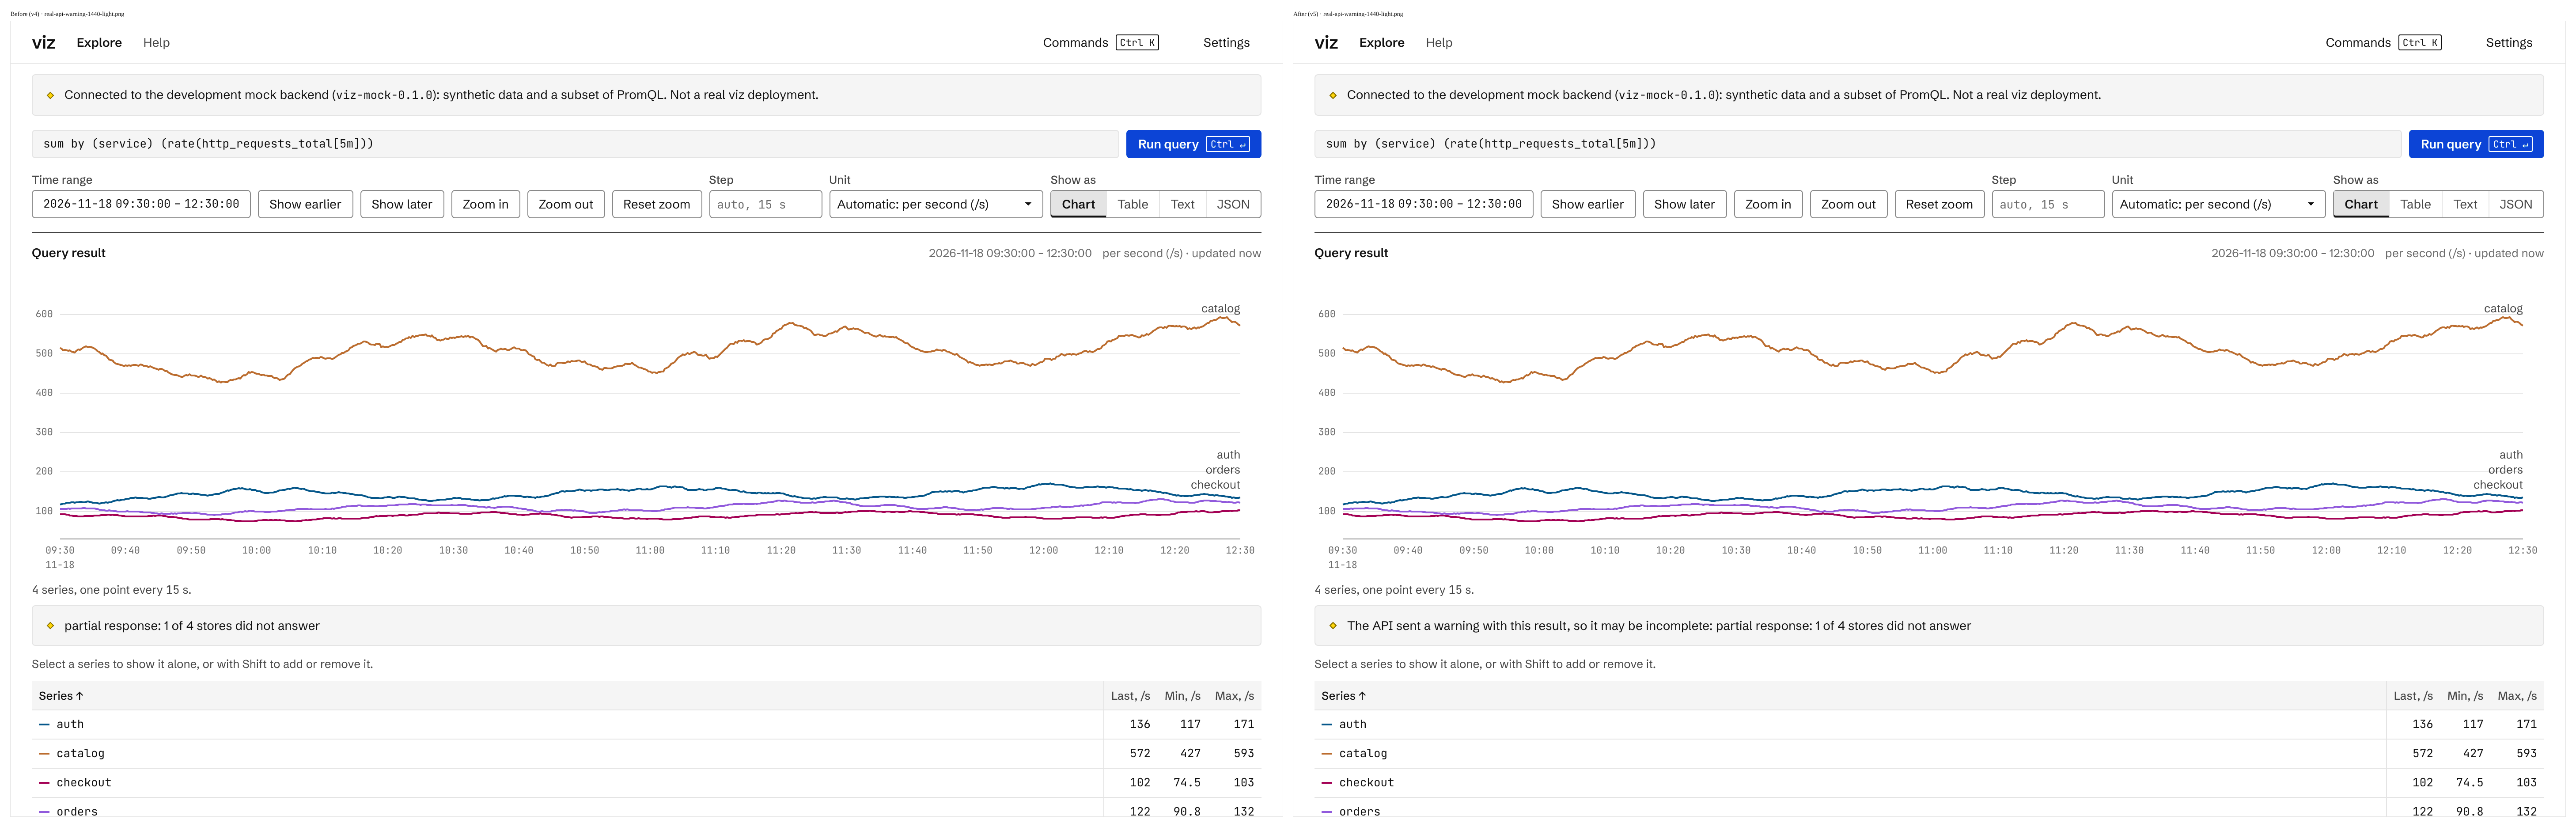 Before (v4) · real-api-warning-1440-light.png
viz Explore Help Commands Ctrl K Settings
Connected to the development mock backend (viz-mock-0.1.0): synthetic data and a subset of PromQL. Not a real viz deployment.
sum by (service) (rate(http_requests_total[5m])) Run query Ctrl ↵
Time range Step Unit Show as
2026-11-18 09:30:00 – 12:30:00 Show earlier Show later Zoom in Zoom out Reset zoom auto, 15 s Automatic: per second (/s) Chart Table Text JSON
Query result 2026-11-18 09:30:00 – 12:30:00 per second (/s) · updated now
catalog
600
500
400
300
auth
200
orders
checkout
100
09:30 09:40 09:50 10:00 10:10 10:20 10:30 10:40 10:50 11:00 11:10 11:20 11:30 11:40 11:50 12:00 12:10 12:20 12:30
11-18
4 series, one point every 15 s.
partial response: 1 of 4 stores did not answer
Select a series to show it alone, or with Shift to add or remove it.
Series ↑ Last, /s Min, /s Max, /s
auth 136 117 171
catalog 572 427 593
checkout 102 74.5 103
orders 122 90.8 132
After (v5) · real-api-warning-1440-light.png
viz Explore Help Commands Ctrl K Settings
Connected to the development mock backend (viz-mock-0.1.0): synthetic data and a subset of PromQL. Not a real viz deployment.
sum by (service) (rate(http_requests_total[5m])) Run query Ctrl ↵
Time range Step Unit Show as
2026-11-18 09:30:00 – 12:30:00 Show earlier Show later Zoom in Zoom out Reset zoom auto, 15 s Automatic: per second (/s) Chart Table Text JSON
Query result 2026-11-18 09:30:00 – 12:30:00 per second (/s) · updated now
catalog
600
500
400
300
auth
200
orders
checkout
100
09:30 09:40 09:50 10:00 10:10 10:20 10:30 10:40 10:50 11:00 11:10 11:20 11:30 11:40 11:50 12:00 12:10 12:20 12:30
11-18
4 series, one point every 15 s.
The API sent a warning with this result, so it may be incomplete: partial response: 1 of 4 stores did not answer
Select a series to show it alone, or with Shift to add or remove it.
Series ↑ Last, /s Min, /s Max, /s
auth 136 117 171
catalog 572 427 593
checkout 102 74.5 103
orders 122 90.8 132